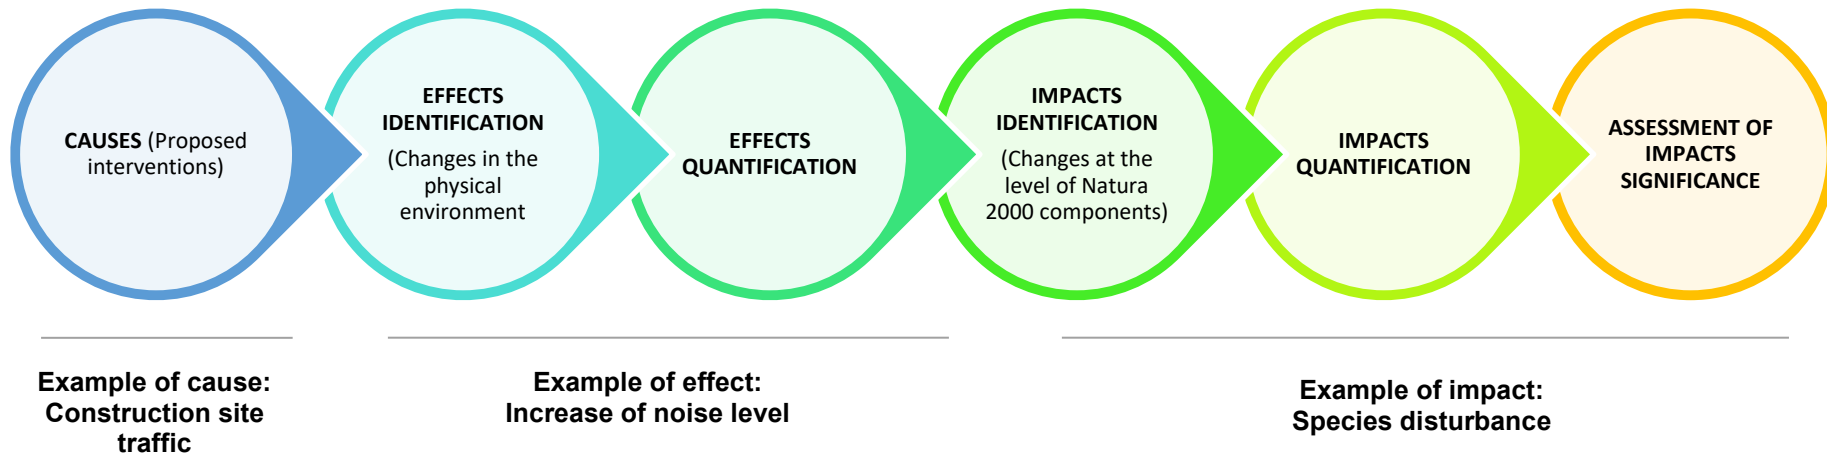 CAUSES (Proposed
interventions)
EFFECTS
IDENTIFICATION
(Changes in the
physical
environment
EFFECTS
QUANTIFICATION
IMPACTS
IDENTIFICATION
(Changes at the
level of Natura
2000 components)
IMPACTS
QUANTIFICATION
ASSESSMENT OF
IMPACTS
SIGNIFICANCE
Example of cause:
Construction site
traffic
Example of effect:
Increase of noise level
Example of impact:
Species disturbance